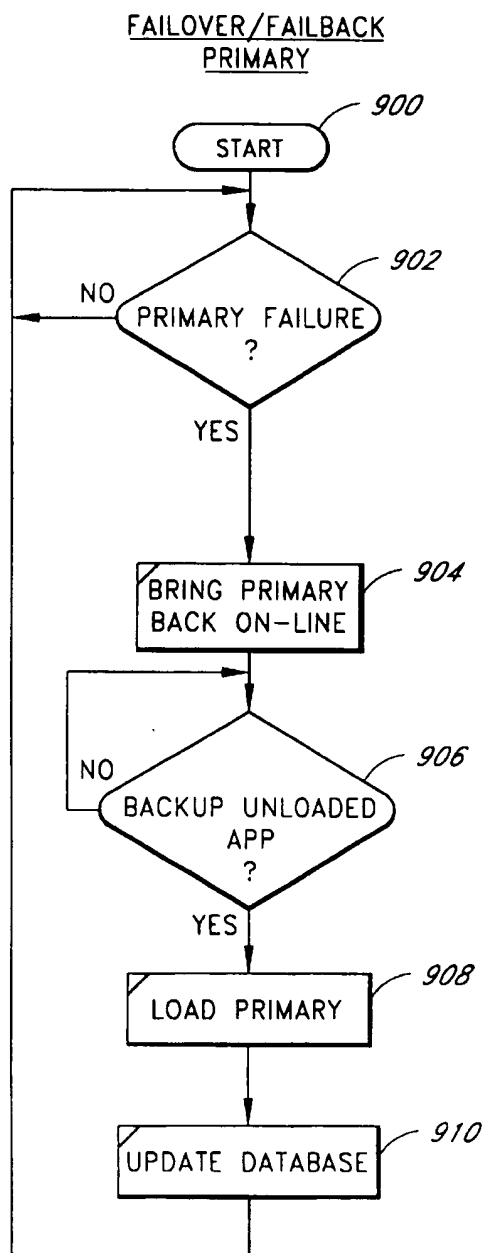 FAILOVER/FAILBACK
PRIMARY
900
START
902
NO
PRIMARY FAILURE
?
YES
904
BRING PRIMARY
BACK ON-LINE
906
NO
BACKUP UNLOADED
APP
?
YES
908
LOAD PRIMARY
910
UPDATE DATABASE